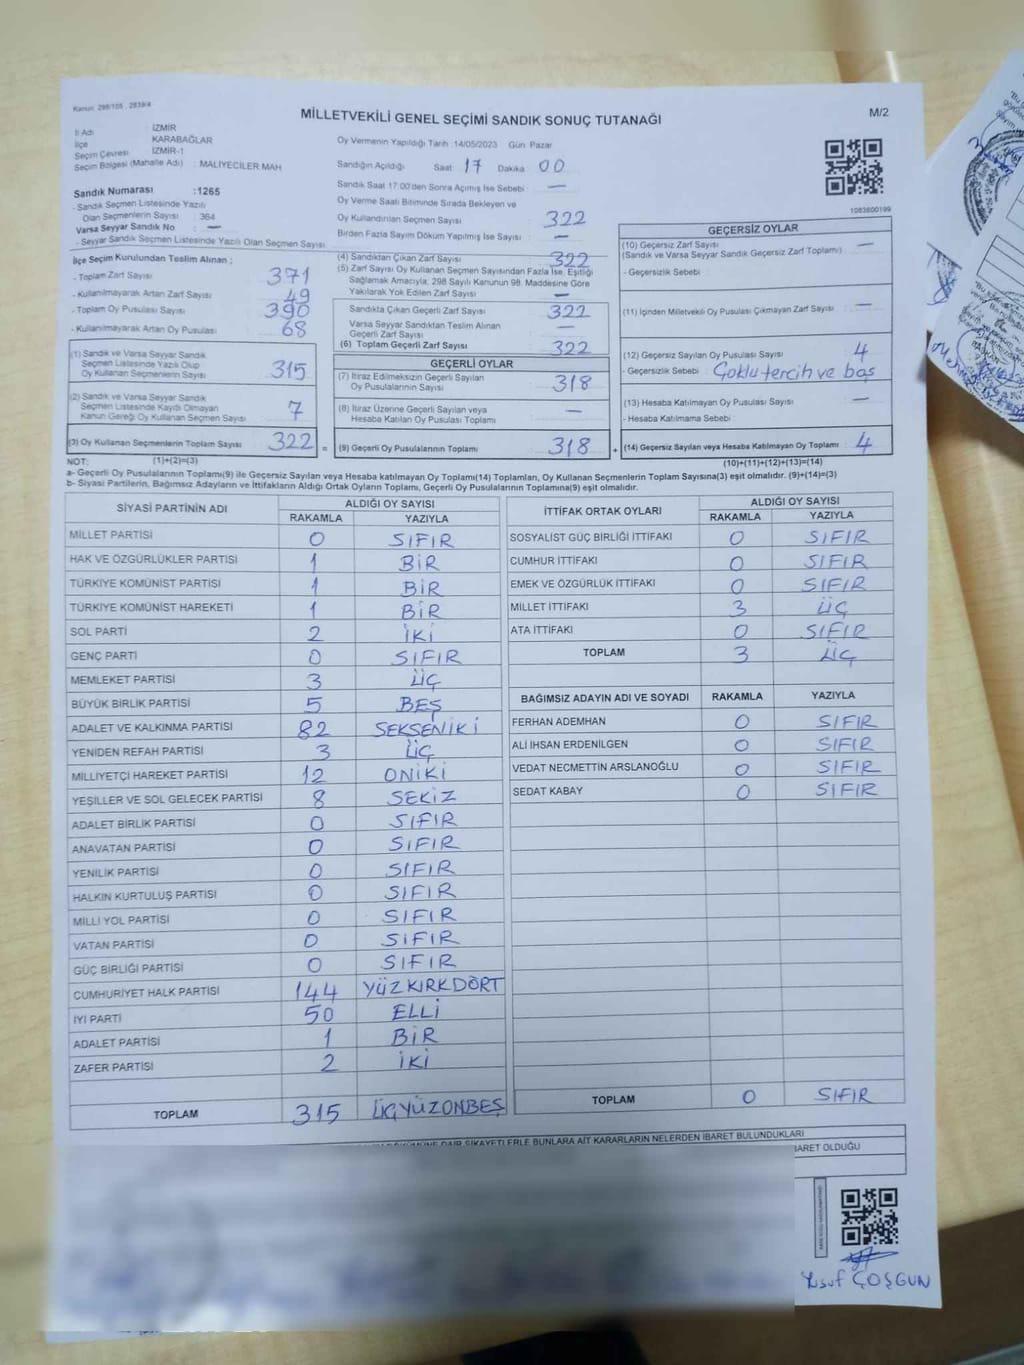 Kanun: 298/105 , 2839/4
MİLLETVEKİLİ GENEL SEÇİMİ SANDIK SONUÇ TUTANAĞI
M/2
İl Adı İZMİR
İlçe KARABAĞLAR
Seçim Çevresi İZMİR-1
Seçim Bölgesi (Mahalle Adı) : MALİYECİLER MAH
Sandık Numarası :1265
- Sandık Seçmen Listesinde Yazılı
Olan Seçmenlerin Sayısı : 364
Varsa Seyyar Sandık No —
- Seyyar Sandık Seçmen Listesinde Yazılı Olan Seçmen Sayısı
Oy Vermenin Yapıldığı Tarih :14/05/2023 Gün Pazar
Sandığın Açıldığı Saat 17 Dakika 00
Sandık Saat 17:00'den Sonra Açılmış İse Sebebi : —
Oy Verme Saati Bitiminde Sırada Bekleyen ve
Oy Kullandırılan Seçmen Sayısı 322
Birden Fazla Sayım Döküm Yapılmış İse Sayısı —
1083600199
İlçe Seçim Kurulundan Teslim Alınan ;
- Toplam Zarf Sayısı 371
- Kullanılmayarak Artan Zarf Sayısı 49
- Toplam Oy Pusulası Sayısı 390
- Kullanılmayarak Artan Oy Pusulası 68
(1) Sandık ve Varsa Seyyar Sandık
Seçmen Listesinde Yazılı Olup
Oy Kullanan Seçmenlerin Sayısı 315
(2) Sandık ve Varsa Seyyar Sandık
Seçmen Listesinde Kaydı Olmayan
Kanun Gereği Oy Kullanan Seçmen Sayısı 7
(3) Oy Kullanan Seçmenlerin Toplam Sayısı 322 =
(1)+(2)=(3)
(4) Sandıktan Çıkan Zarf Sayısı 322
(5) Zarf Sayısı Oy Kullanan Seçmen Sayısından Fazla İse, Eşitliği
Sağlamak Amacıyla; 298 Sayılı Kanunun 98. Maddesine Göre
Yakılarak Yok Edilen Zarf Sayısı —
Sandıkta Çıkan Geçerli Zarf Sayısı 322
Varsa Seyyar Sandıktan Teslim Alınan
Geçerli Zarf Sayısı —
(6) Toplam Geçerli Zarf Sayısı 322
GEÇERLİ OYLAR
(7) İtiraz Edilmeksizin Geçerli Sayılan
Oy Pusulalarının Sayısı 318
(8) İtiraz Üzerine Geçerli Sayılan veya
Hesaba Katılan Oy Pusulaları Toplamı —
(9) Geçerli Oy Pusulalarının Toplamı 318 +
GEÇERSİZ OYLAR
(10) Geçersiz Zarf Sayısı —
(Sandık ve Varsa Seyyar Sandık Geçersiz Zarf Toplamı)
- Geçersizlik Sebebi :
(11) İçinden Milletvekili Oy Pusulası Çıkmayan Zarf Sayısı —
(12) Geçersiz Sayılan Oy Pusulası Sayısı 4
- Geçersizlik Sebebi : Çoklu tercih ve boş
(13) Hesaba Katılmayan Oy Pusulası Sayısı —
- Hesaba Katılmama Sebebi :
(14) Geçersiz Sayılan veya Hesaba Katılmayan Oy Toplamı 4
(10)+(11)+(12)+(13)=(14)
NOT:
a- Geçerli Oy Pusulalarının Toplamı(9) ile Geçersiz Sayılan veya Hesaba katılmayan Oy Toplamı(14) Toplamları, Oy Kullanan Seçmenlerin Toplam Sayısına(3) eşit olmalıdır. (9)+(14)=(3)
b- Siyasi Partilerin, Bağımsız Adayların ve İttifakların Aldığı Ortak Oyların Toplamı, Geçerli Oy Pusulalarının Toplamına(9) eşit olmalıdır.
SİYASİ PARTİNİN ADI ALDIĞI OY SAYISI
RAKAMLA YAZIYLA
MİLLET PARTİSİ 0 SIFIR
HAK VE ÖZGÜRLÜKLER PARTİSİ 1 BİR
TÜRKİYE KOMÜNİST PARTİSİ 1 BİR
TÜRKİYE KOMÜNİST HAREKETİ 1 BİR
SOL PARTİ 2 İKİ
GENÇ PARTİ 0 SIFIR
MEMLEKET PARTİSİ 3 ÜÇ
BÜYÜK BİRLİK PARTİSİ 5 BEŞ
ADALET VE KALKINMA PARTİSİ 82 SEKSENİKİ
YENİDEN REFAH PARTİSİ 3 ÜÇ
MİLLİYETÇİ HAREKET PARTİSİ 12 ONİKİ
YEŞİLLER VE SOL GELECEK PARTİSİ 8 SEKİZ
ADALET BİRLİK PARTİSİ 0 SIFIR
ANAVATAN PARTİSİ 0 SIFIR
YENİLİK PARTİSİ 0 SIFIR
HALKIN KURTULUŞ PARTİSİ 0 SIFIR
MİLLİ YOL PARTİSİ 0 SIFIR
VATAN PARTİSİ 0 SIFIR
GÜÇ BİRLİĞİ PARTİSİ 0 SIFIR
CUMHURİYET HALK PARTİSİ 144 YÜZKIRKDÖRT
İYİ PARTİ 50 ELLİ
ADALET PARTİSİ 1 BİR
ZAFER PARTİSİ 2 İKİ
TOPLAM 315 ÜÇYÜZONBEŞ
İTTİFAK ORTAK OYLARI ALDIĞI OY SAYISI
RAKAMLA YAZIYLA
SOSYALİST GÜÇ BİRLİĞİ İTTİFAKI 0 SIFIR
CUMHUR İTTİFAKI 0 SIFIR
EMEK VE ÖZGÜRLÜK İTTİFAKI 0 SIFIR
MİLLET İTTİFAKI 3 ÜÇ
ATA İTTİFAKI 0 SIFIR
TOPLAM 3 ÜÇ
BAĞIMSIZ ADAYIN ADI VE SOYADI RAKAMLA YAZIYLA
FERHAN ADEMHAN 0 SIFIR
ALİ İHSAN ERDENİLGEN 0 SIFIR
VEDAT NECMETTİN ARSLANOĞLU 0 SIFIR
SEDAT KABAY 0 SIFIR
TOPLAM 0 SIFIR
DAİR ŞİKAYETLERLE BUNLARA AİT KARARLARIN NELERDEN İBARET BULUNDUKLARI
BARET OLDUĞU
Yusuf ÇOŞGUN